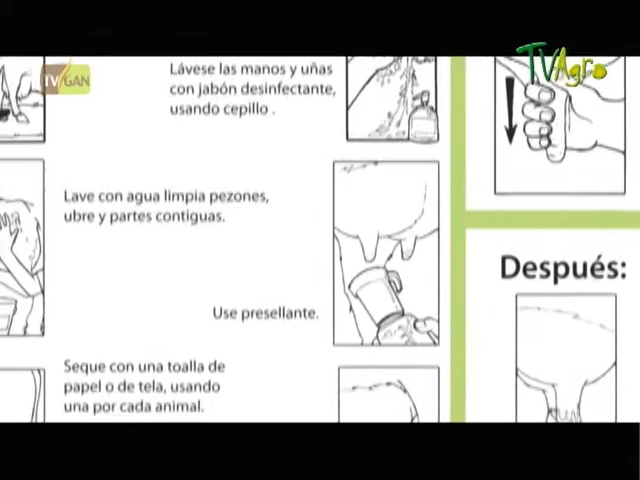 TV GAN
TVAgro
Lávese las manos y uñas
con jabón desinfectante,
usando cepillo .
Lave con agua limpia pezones,
ubre y partes contiguas.
Use presellante.
Seque con una toalla de
papel o de tela, usando
una por cada animal.
Después: